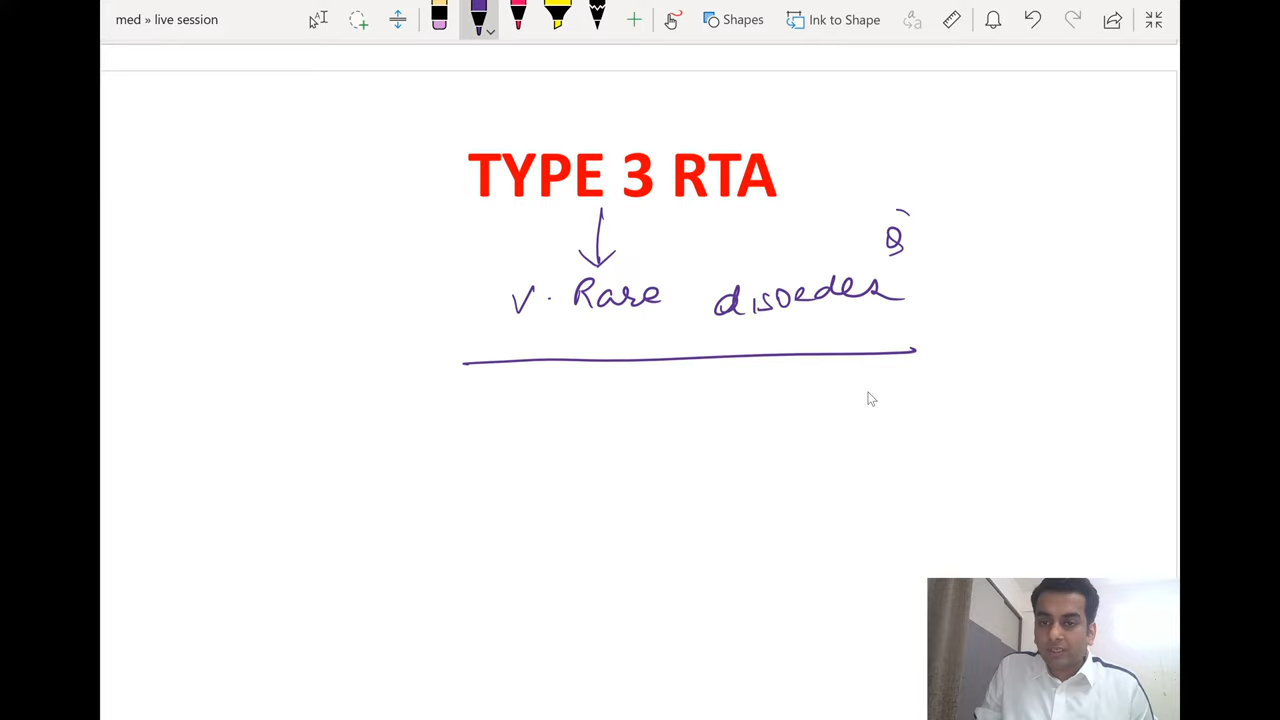 med » live session
Shapes
Ink to Shape
TYPE 3 RTA
V. Rare disorder